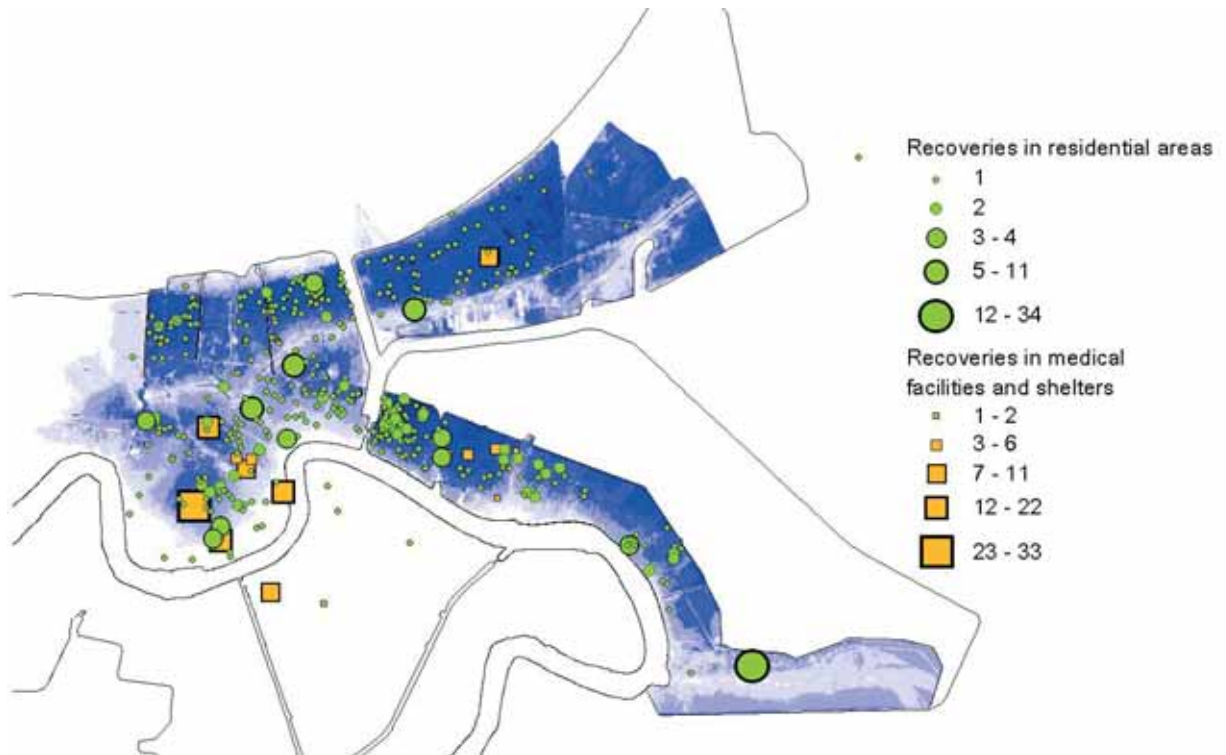 Recoveries in residential areas
1
2
3 - 4
5 - 11
12 - 34
Recoveries in medical
facilities and shelters
1 - 2
3 - 6
7 - 11
12 - 22
23 - 33